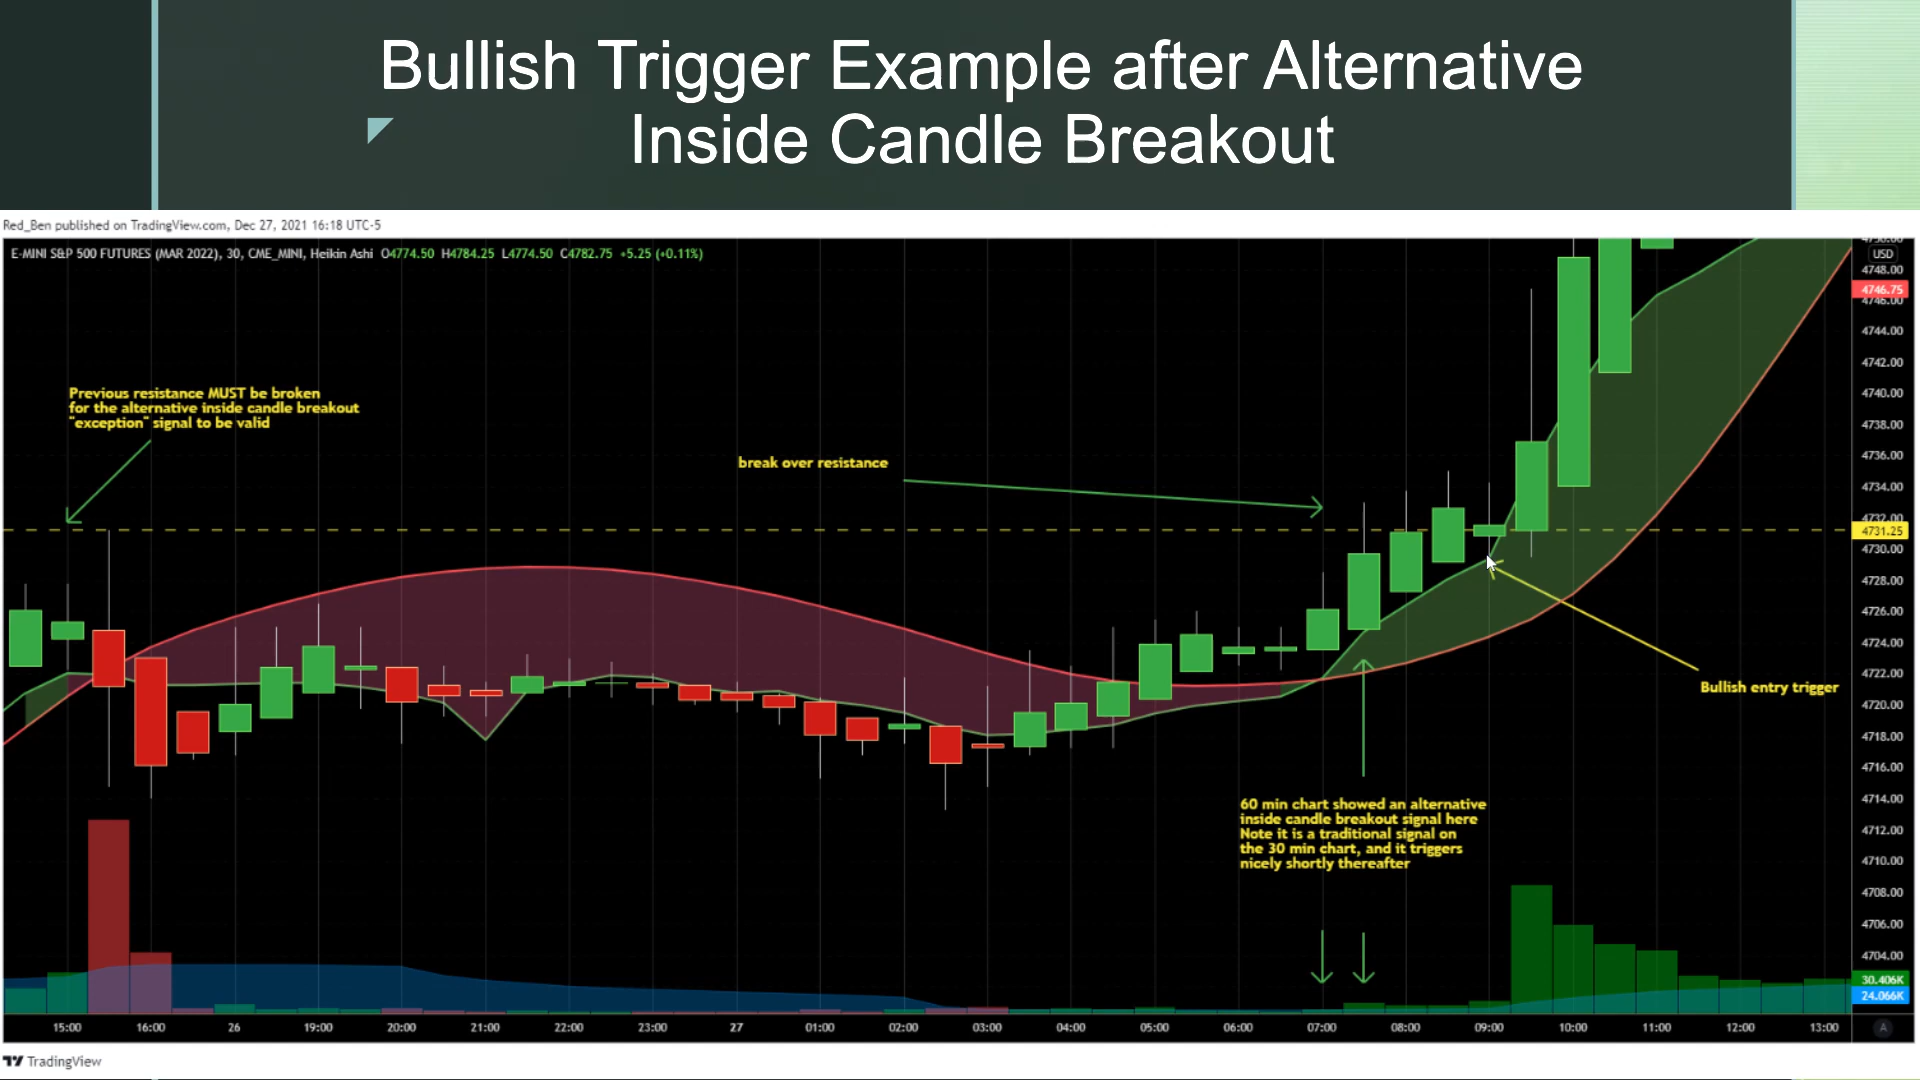 Bullish Trigger Example after Alternative
Inside Candle Breakout
Red_Ben published on TradingView.com, Dec 27, 2021 16:18 UTC-5
E-MINI S&P 500 FUTURES (MAR 2022), 30, CME_MINI, Heikin Ashi O4774.50 H4784.25 L4774.50 C4782.75 +5.25 (+0.11%)
USD
4748.00
4746.75
4746.00
4744.00
4742.00
4740.00
4738.00
4736.00
4734.00
4732.00
4731.25
4730.00
4728.00
4726.00
4724.00
4722.00
4720.00
4718.00
4716.00
4714.00
4712.00
4710.00
4708.00
4706.00
4704.00
30.406K
24.066K
Previous resistance MUST be broken
for the alternative inside candle breakout
"exception" signal to be valid
break over resistance
Bullish entry trigger
60 min chart showed an alternative
inside candle breakout signal here
Note it is a traditional signal on
the 30 min chart, and it triggers
nicely shortly thereafter
15:00 16:00 26 19:00 20:00 21:00 22:00 23:00 27 01:00 02:00 03:00 04:00 05:00 06:00 07:00 08:00 09:00 10:00 11:00 12:00 13:00 A
TradingView